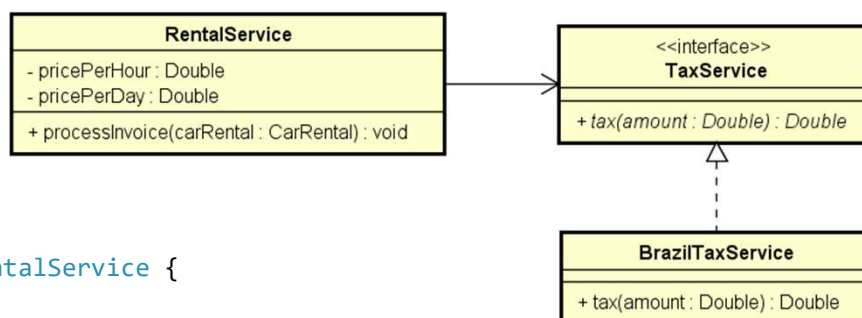 RentalService
- pricePerHour : Double
- pricePerDay : Double
+ processInvoice(carRental : CarRental) : void
<<interface>>
TaxService
+ tax(amount : Double) : Double
ntalService {
BrazilTaxService
+ tax(amount : Double) : Double